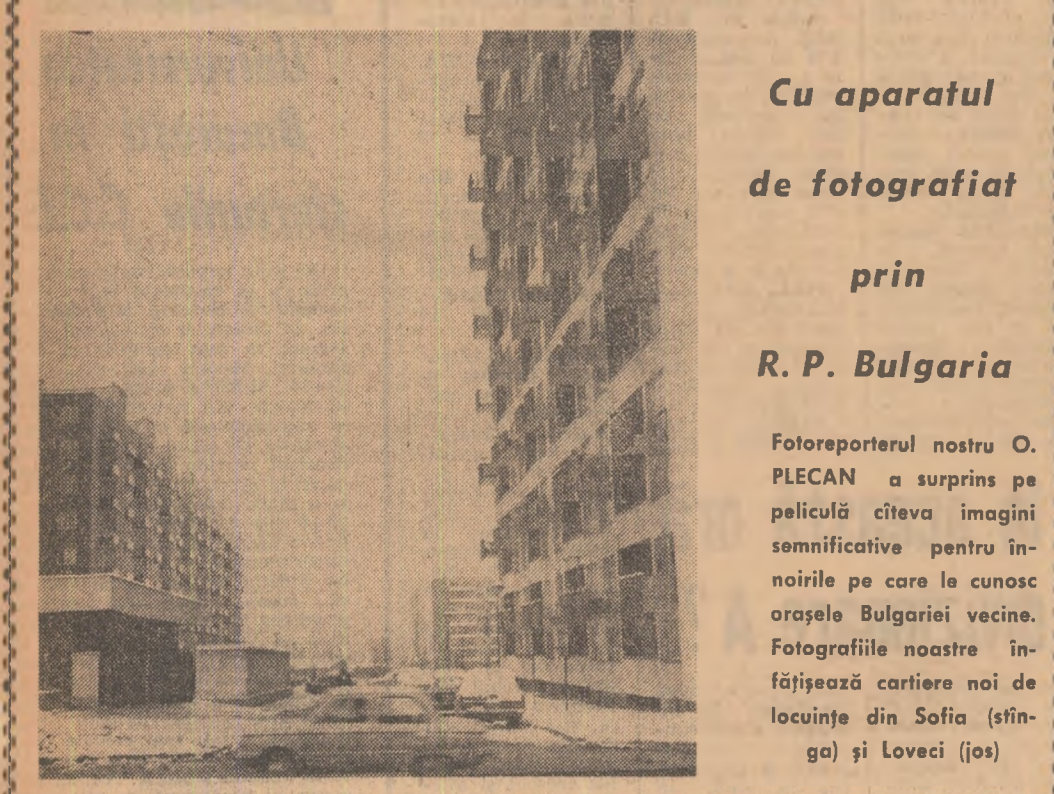 Cu aparatul
de fotografiat
prin
R. P. Bulgaria
Fotoreporterul nostru O.
PLECAN a surprins pe
peliculă cîteva imagini
semnificative pentru în-
noirile pe care le cunosc
orașele Bulgariei vecine.
Fotografiile noastre în-
fățișează cartiere noi de
locuințe din Sofia (stîn-
ga) și Loveci (jos)